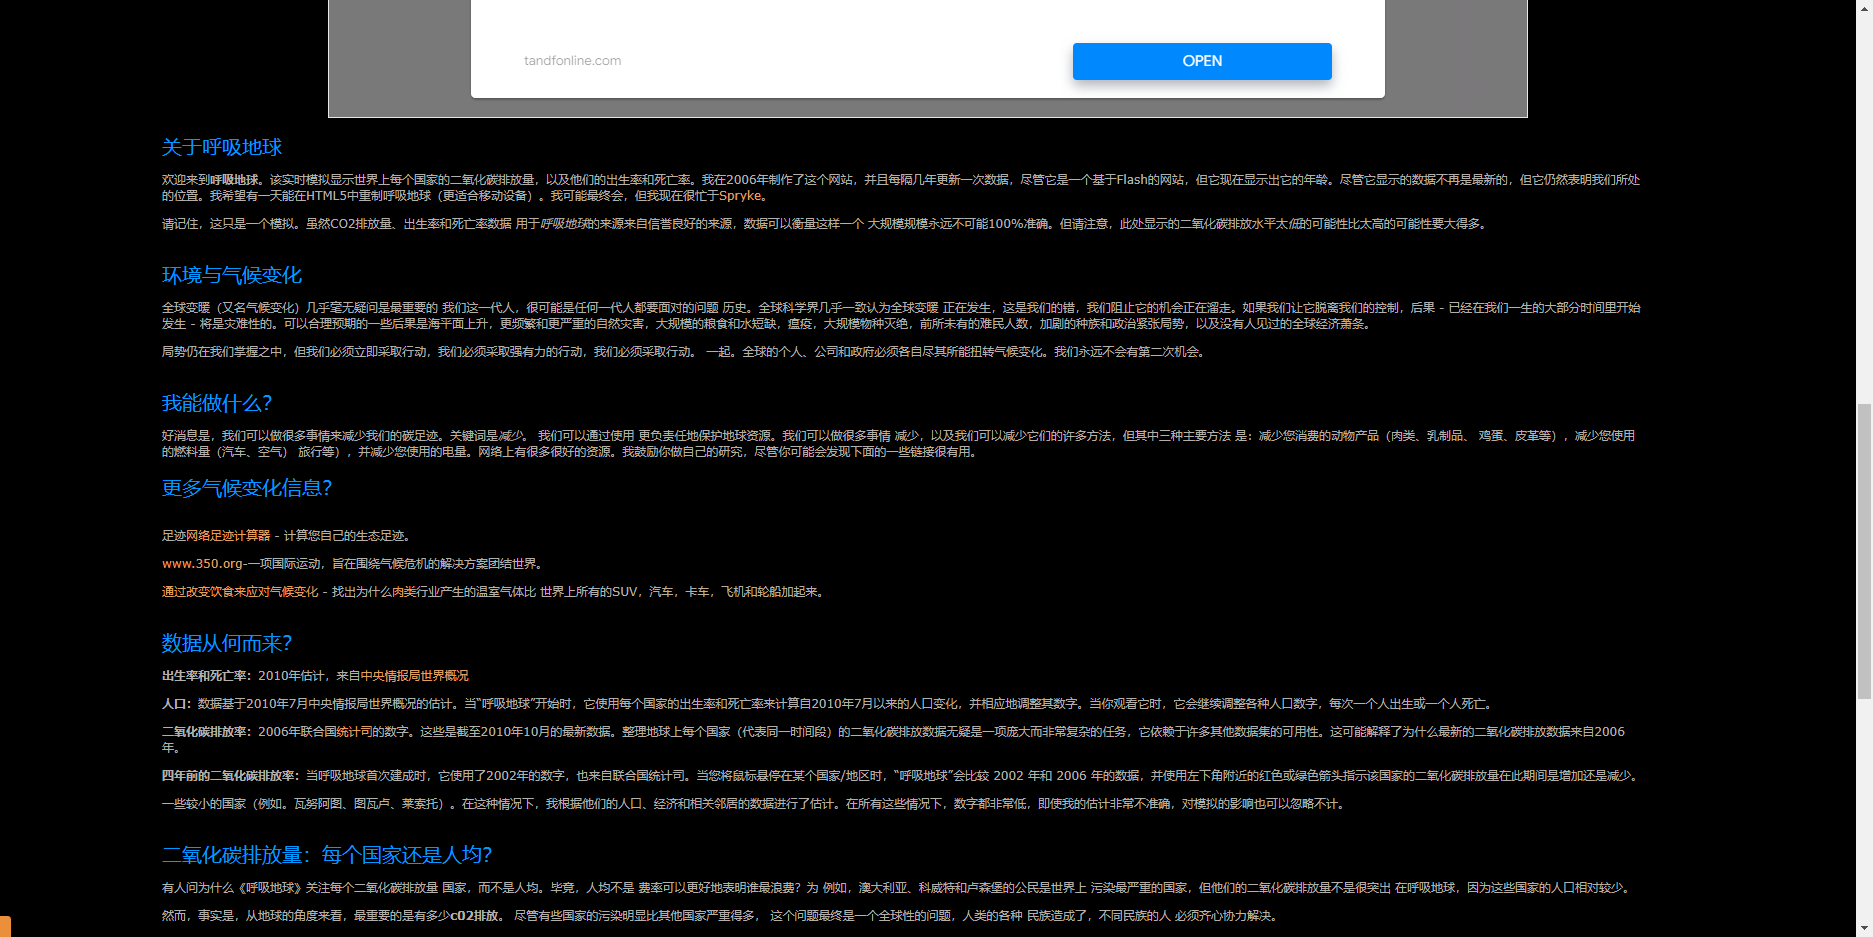 tandfonline.com
OPEN
关于呼吸地球
欢迎来到呼吸地球。该实时模拟显示世界上每个国家的二氧化碳排放量，以及他们的出生率和死亡率。我在2006年制作了这个网站，并且每隔几年更新一次数据，尽管它是一个基于Flash的网站，但它现在显示出它的年龄。尽管它显示的数据不再是最新的，但它仍然表明我们所处
的位置。我希望有一天能在HTML5中重制呼吸地球（更适合移动设备）。我可能最终会，但我现在很忙于Spryke。
请记住，这只是一个模拟。虽然CO2排放量、出生率和死亡率数据 用于呼吸地球的来源来自信誉良好的来源，数据可以衡量这样一个 大规模规模永远不可能100%准确。但请注意，此处显示的二氧化碳排放水平太低的可能性比太高的可能性要大得多。
环境与气候变化
全球变暖（又名气候变化）几乎毫无疑问是最重要的 我们这一代人，很可能是任何一代人都要面对的问题 历史。全球科学界几乎一致认为全球变暖 正在发生，这是我们的错，我们阻止它的机会正在溜走。如果我们让它脱离我们的控制，后果 - 已经在我们一生的大部分时间里开始
发生 - 将是灾难性的。可以合理预期的一些后果是海平面上升，更频繁和更严重的自然灾害，大规模的粮食和水短缺，瘟疫，大规模物种灭绝，前所未有的难民人数，加剧的种族和政治紧张局势，以及没有人见过的全球经济萧条。
局势仍在我们掌握之中，但我们必须立即采取行动，我们必须采取强有力的行动，我们必须采取行动。 一起。全球的个人、公司和政府必须各自尽其所能扭转气候变化。我们永远不会有第二次机会。
我能做什么？
好消息是，我们可以做很多事情来减少我们的碳足迹。关键词是减少。 我们可以通过使用 更负责任地保护地球资源。我们可以做很多事情 减少，以及我们可以减少它们的许多方法，但其中三种主要方法 是：减少您消费的动物产品（肉类、乳制品、 鸡蛋、皮革等），减少您使用
的燃料量（汽车、空气） 旅行等），并减少您使用的电量。网络上有很多很好的资源。我鼓励你做自己的研究，尽管你可能会发现下面的一些链接很有用。
更多气候变化信息？
足迹网络足迹计算器 - 计算您自己的生态足迹。
www.350.org-一项国际运动，旨在围绕气候危机的解决方案团结世界。
通过改变饮食来应对气候变化 - 找出为什么肉类行业产生的温室气体比 世界上所有的SUV，汽车，卡车，飞机和轮船加起来。
数据从何而来？
出生率和死亡率：2010年估计，来自中央情报局世界概况
人口：数据基于2010年7月中央情报局世界概况的估计。当“呼吸地球”开始时，它使用每个国家的出生率和死亡率来计算自2010年7月以来的人口变化，并相应地调整其数字。当你观看它时，它会继续调整各种人口数字，每次一个人出生或一个人死亡。
二氧化碳排放率：2006年联合国统计司的数字。这些是截至2010年10月的最新数据。整理地球上每个国家（代表同一时间段）的二氧化碳排放数据无疑是一项庞大而非常复杂的任务，它依赖于许多其他数据集的可用性。这可能解释了为什么最新的二氧化碳排放数据来自2006
年。
四年前的二氧化碳排放率：当呼吸地球首次建成时，它使用了2002年的数字，也来自联合国统计司。当您将鼠标悬停在某个国家/地区时，“呼吸地球”会比较 2002 年和 2006 年的数据，并使用左下角附近的红色或绿色箭头指示该国家的二氧化碳排放量在此期间是增加还是减少。
一些较小的国家（例如。瓦努阿图、图瓦卢、莱索托）。在这种情况下，我根据他们的人口、经济和相关邻居的数据进行了估计。在所有这些情况下，数字都非常低，即使我的估计非常不准确，对模拟的影响也可以忽略不计。
二氧化碳排放量：每个国家还是人均？
有人问为什么《呼吸地球》关注每个二氧化碳排放量 国家，而不是人均。毕竟，人均不是 费率可以更好地表明谁最浪费？为 例如，澳大利亚、科威特和卢森堡的公民是世界上 污染最严重的国家，但他们的二氧化碳排放量不是很突出 在呼吸地球，因为这些国家的人口相对较少。
然而，事实是，从地球的角度来看，最重要的是有多少c02排放。 尽管有些国家的污染明显比其他国家严重得多， 这个问题最终是一个全球性的问题，人类的各种 民族造成了，不同民族的人 必须齐心协力解决。